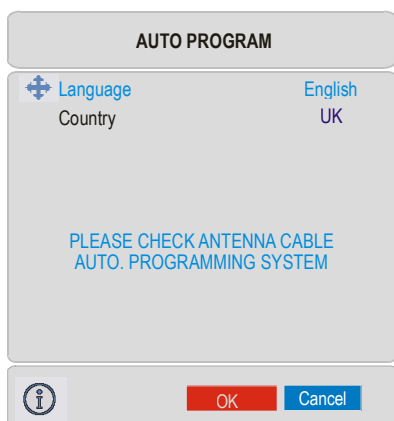 AUTO PROGRAM
Language English
Country UK
PLEASE CHECK ANTENNA CABLE
AUTO. PROGRAMMING SYSTEM
i OK Cancel